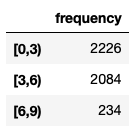 frequency
[0,3) 2226
[3,6) 2084
[6,9) 234